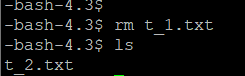 -bash-4.3$
-bash-4.3$ rm t_1.txt
-bash-4.3$ ls
t_2.txt